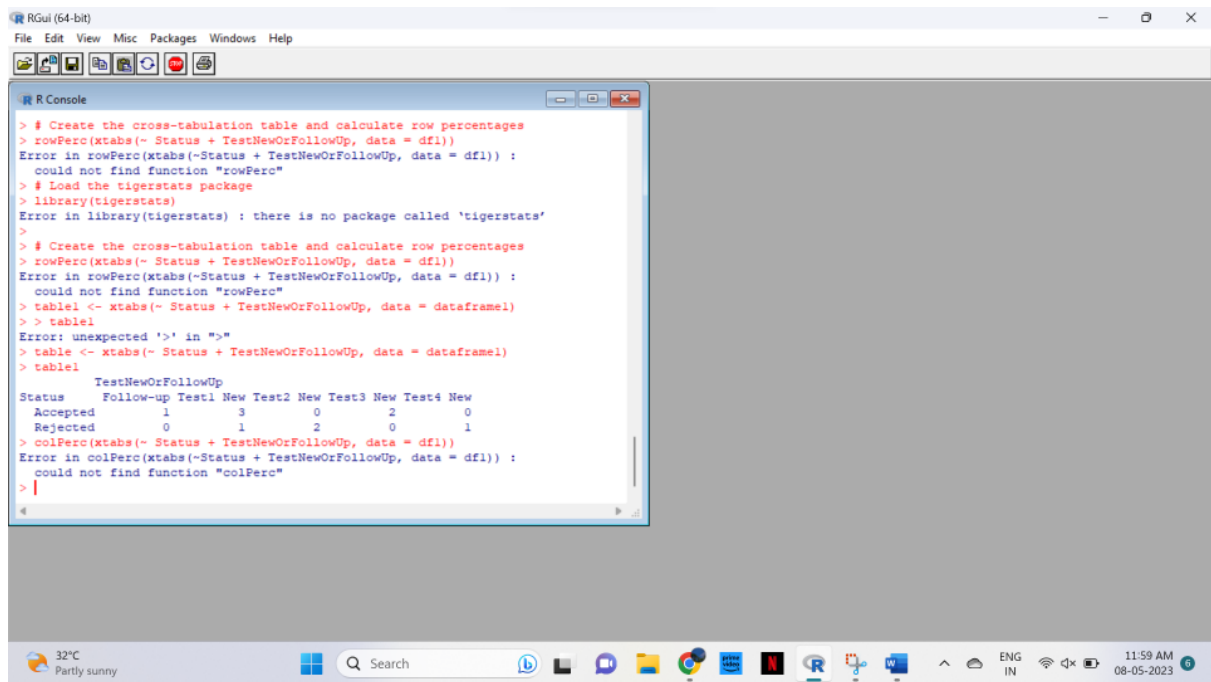 RGui (64-bit)
File Edit View Misc Packages Windows Help
STOP
R Console
> # Create the cross-tabulation table and calculate row percentages
> rowPerc(xtabs(~ Status + TestNewOrFollowUp, data = df1))
Error in rowPerc(xtabs(~Status + TestNewOrFollowUp, data = df1)) :
  could not find function "rowPerc"
> # Load the tigerstats package
> library(tigerstats)
Error in library(tigerstats) : there is no package called ‘tigerstats’
>
> # Create the cross-tabulation table and calculate row percentages
> rowPerc(xtabs(~ Status + TestNewOrFollowUp, data = df1))
Error in rowPerc(xtabs(~Status + TestNewOrFollowUp, data = df1)) :
  could not find function "rowPerc"
> table1 <- xtabs(~ Status + TestNewOrFollowUp, data = dataframe1)
> > table1
Error: unexpected '>' in ">"
> table <- xtabs(~ Status + TestNewOrFollowUp, data = dataframe1)
> table1
          TestNewOrFollowUp
Status     Follow-up Test1 New Test2 New Test3 New Test4 New
  Accepted         1         3         0         2         0
  Rejected         0         1         2         0         1
> colPerc(xtabs(~ Status + TestNewOrFollowUp, data = df1))
Error in colPerc(xtabs(~Status + TestNewOrFollowUp, data = df1)) :
  could not find function "colPerc"
>
32°C
Partly sunny
Search
prime video
N
R
W
ENG
IN
11:59 AM
08-05-2023
6